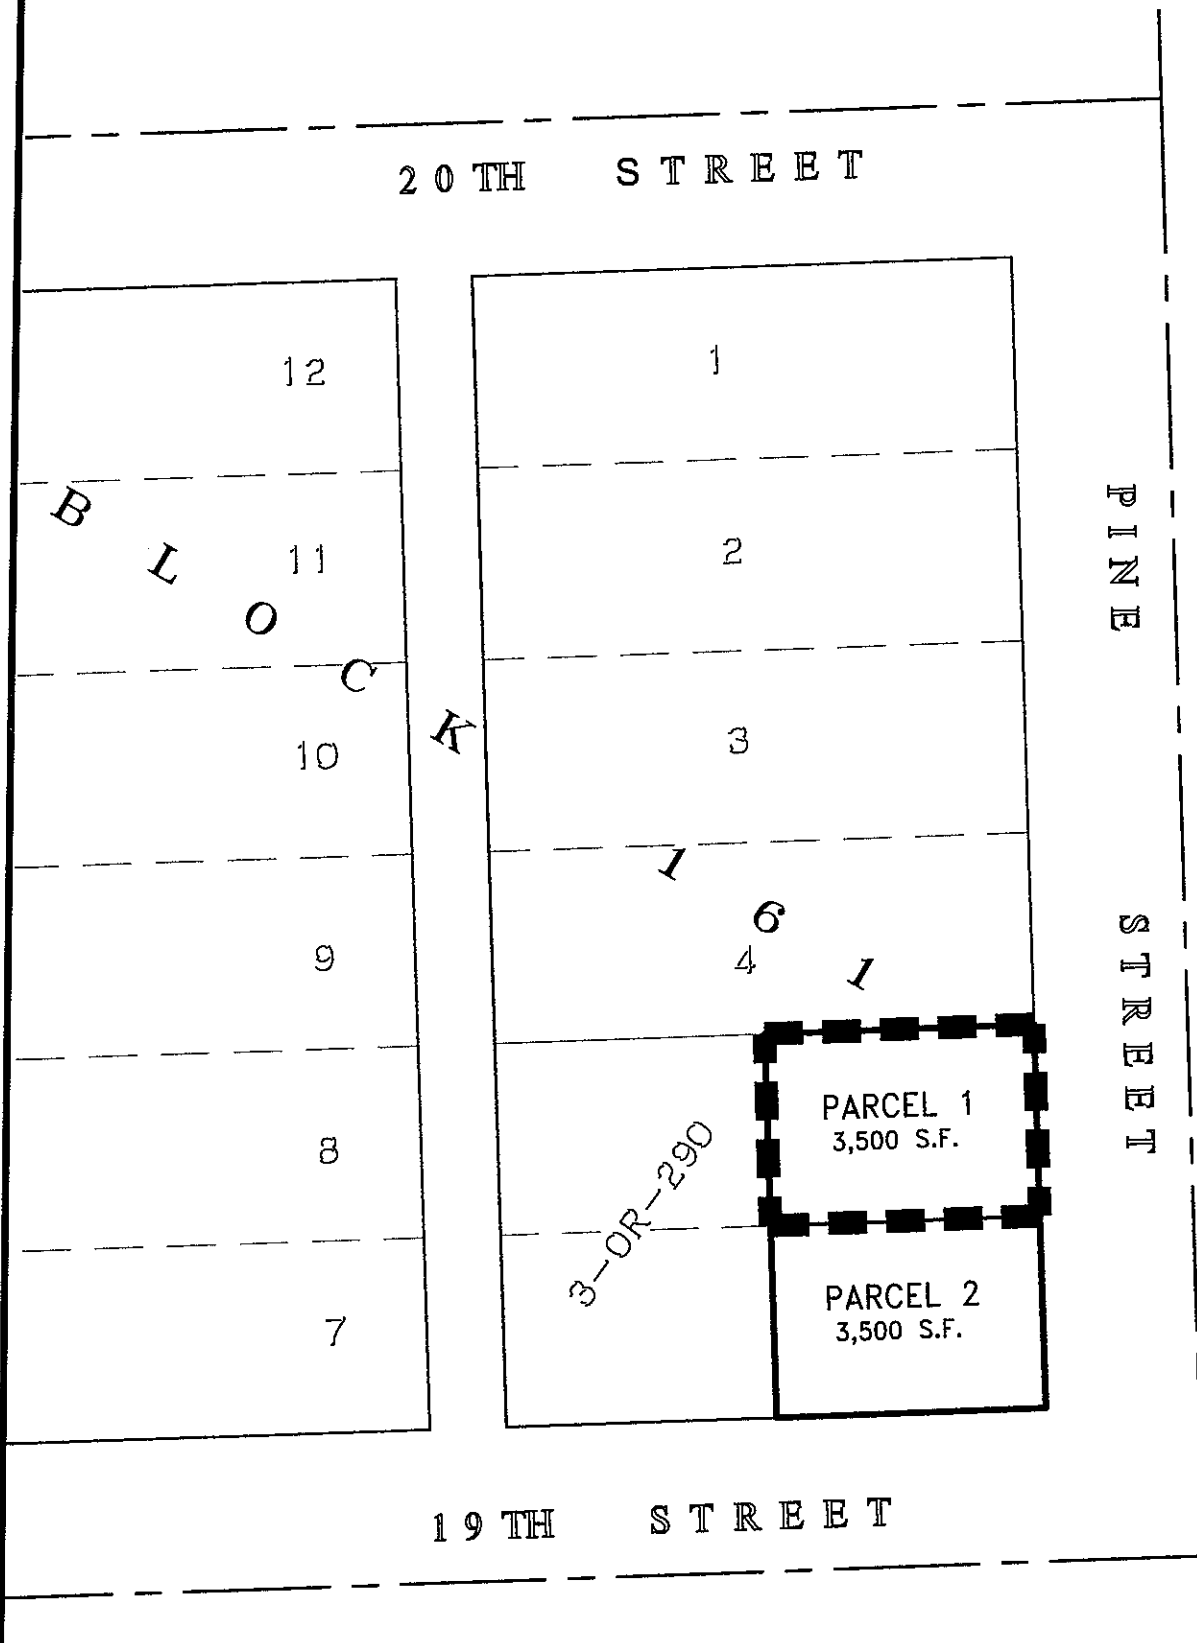 20TH STREET
12
1
BLOCK 161
11
2
PINE STREET
10
3
9
4
PARCEL 1
3,500 S.F.
8
3-OR-290
PARCEL 2
3,500 S.F.
7
19TH STREET